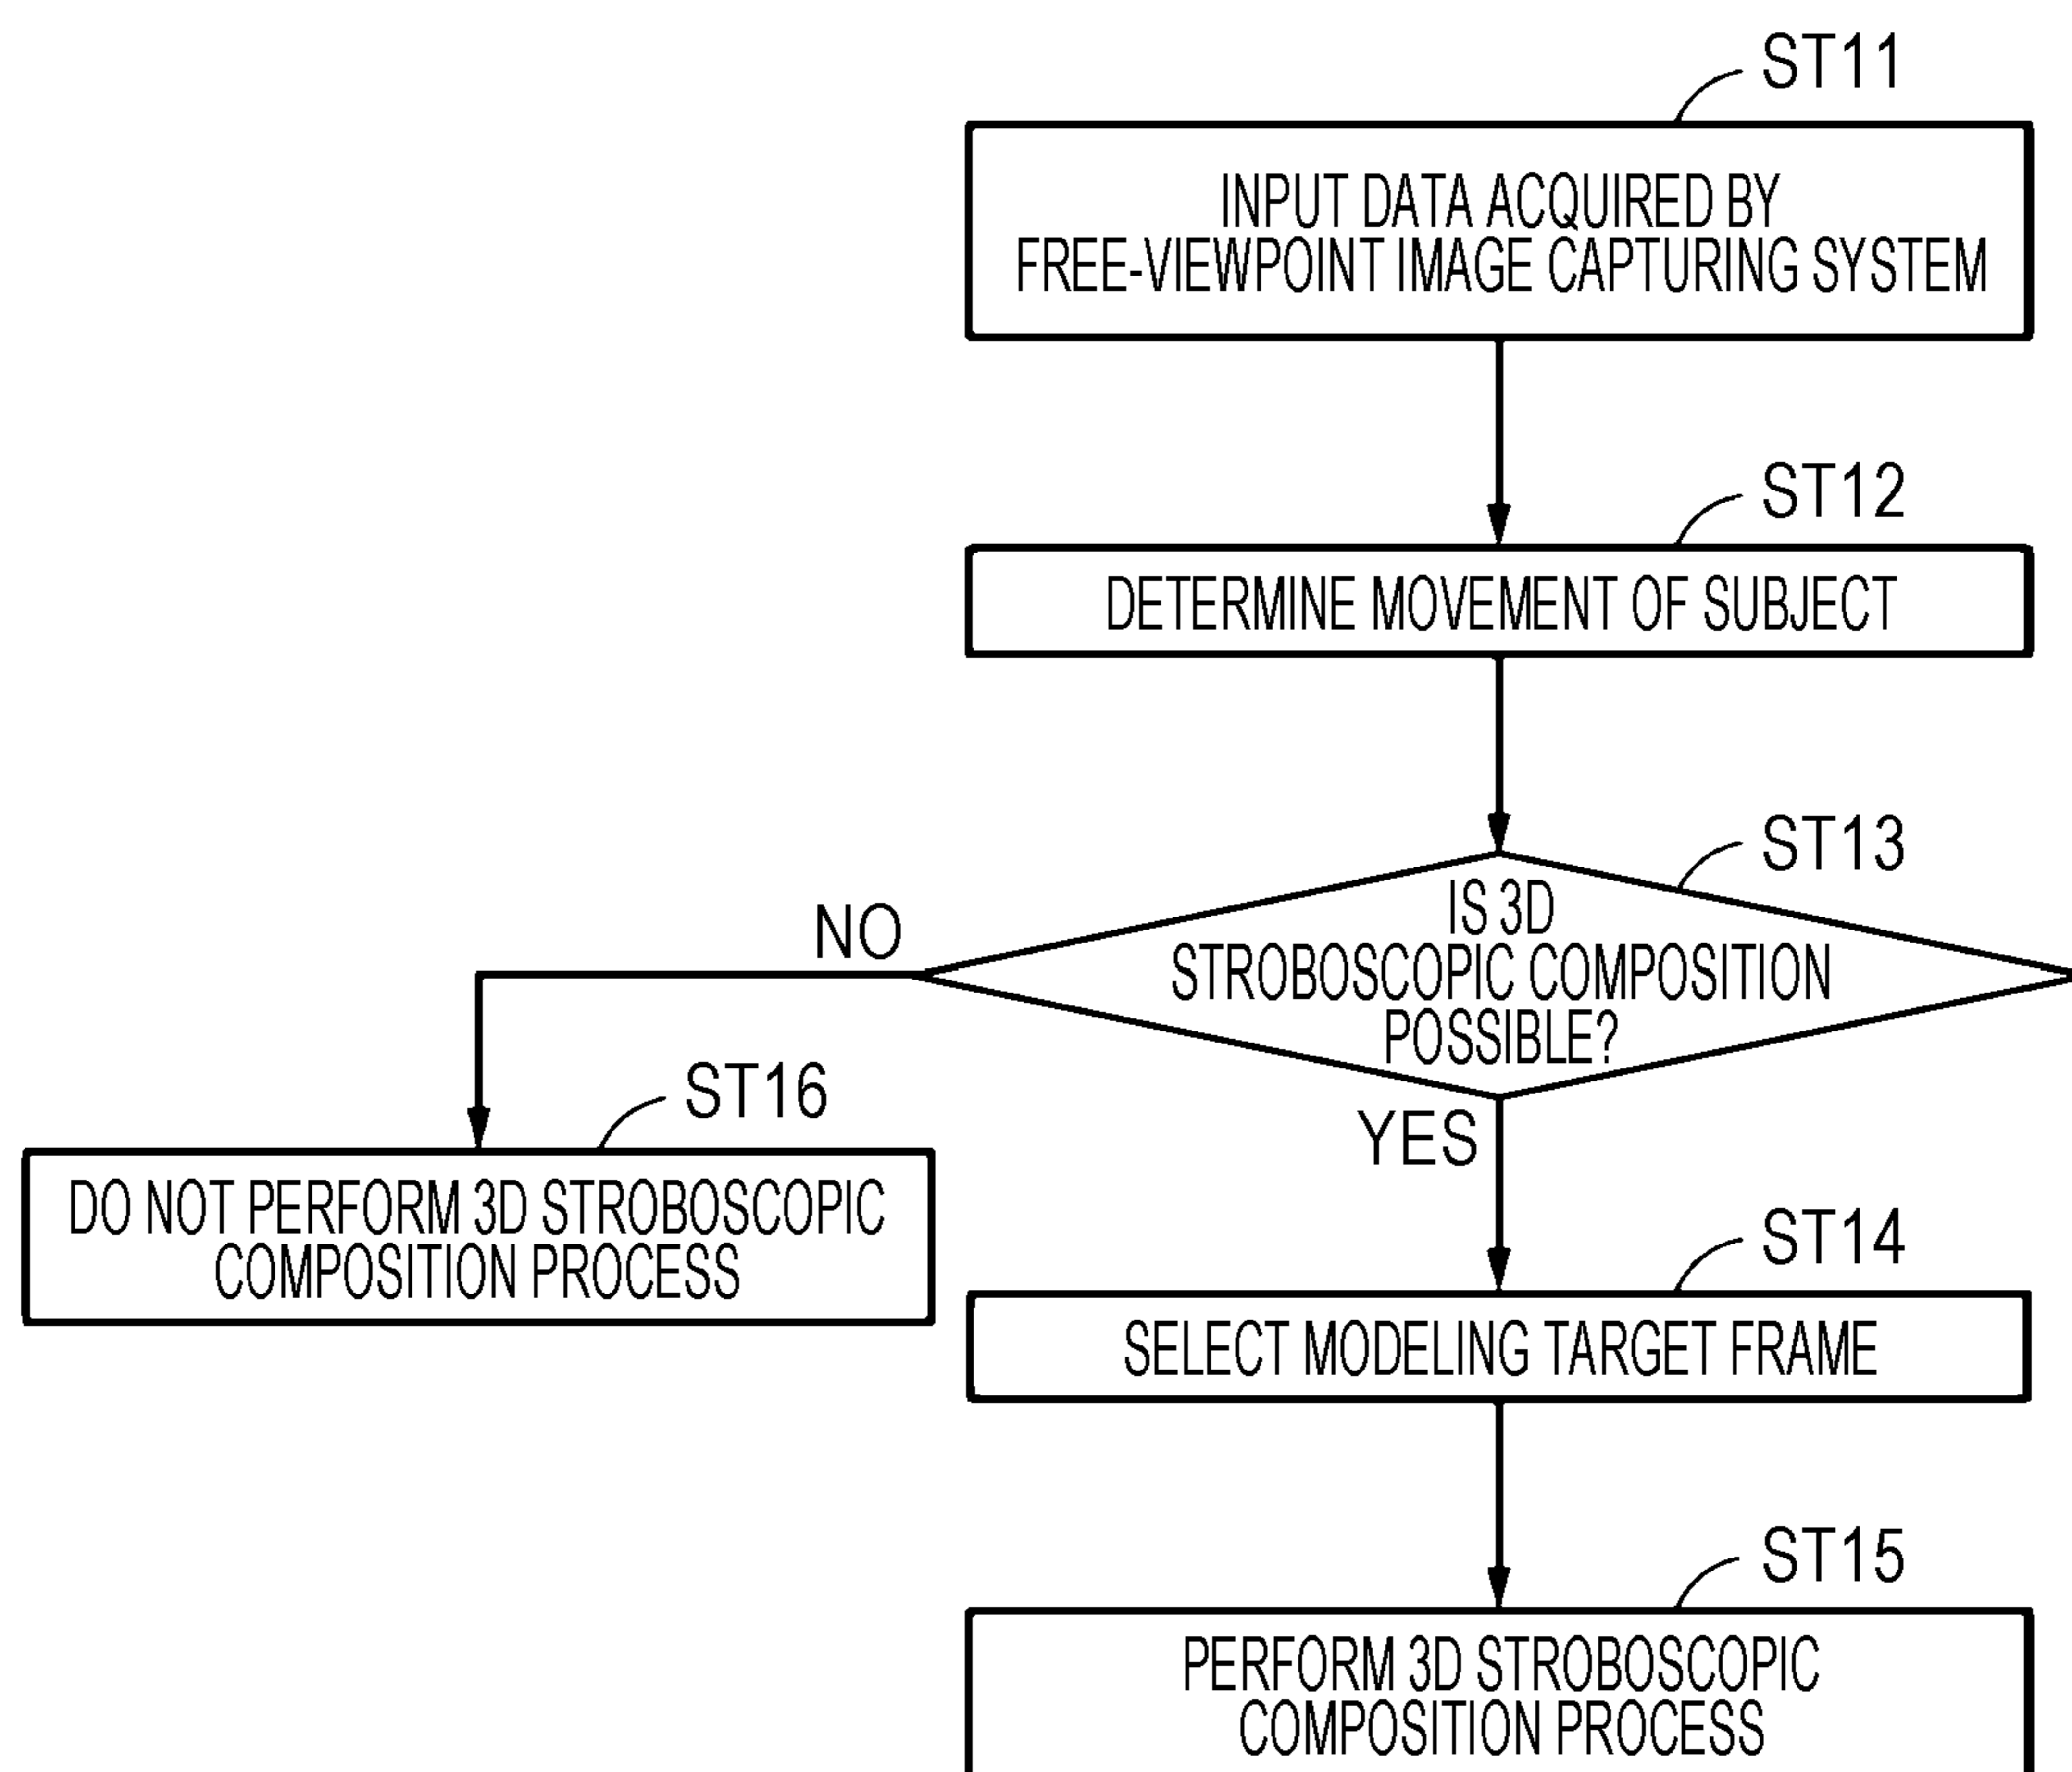 ST11
INPUT DATA ACQUIRED BY
FREE-VIEWPOINT IMAGE CAPTURING SYSTEM
ST12
DETERMINE MOVEMENT OF SUBJECT
ST13
IS 3D
STROBOSCOPIC COMPOSITION
POSSIBLE?
NO
YES
ST16
DO NOT PERFORM 3D STROBOSCOPIC
COMPOSITION PROCESS
ST14
SELECT MODELING TARGET FRAME
ST15
PERFORM 3D STROBOSCOPIC
COMPOSITION PROCESS